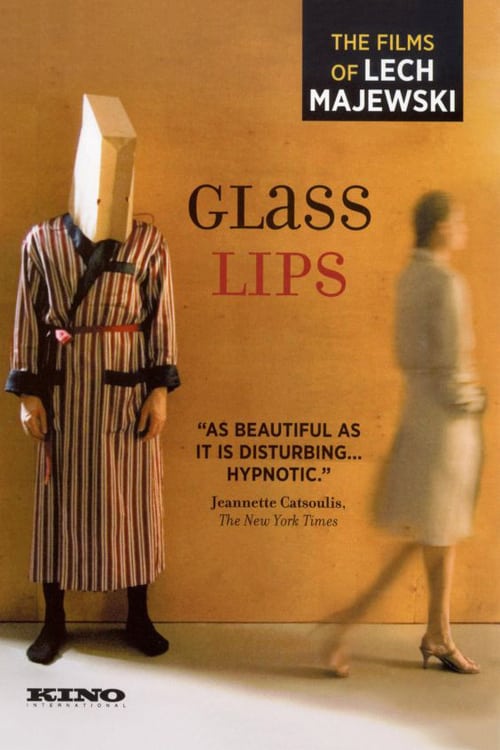 THE FILMS
OF LECH
MAJEWSKI
GLaSS
LIPS
“AS BEAUTIFUL AS
IT IS DISTURBING...
HYPNOTIC.”
Jeannette Catsoulis,
The New York Times
KINO
INTERNATIONAL